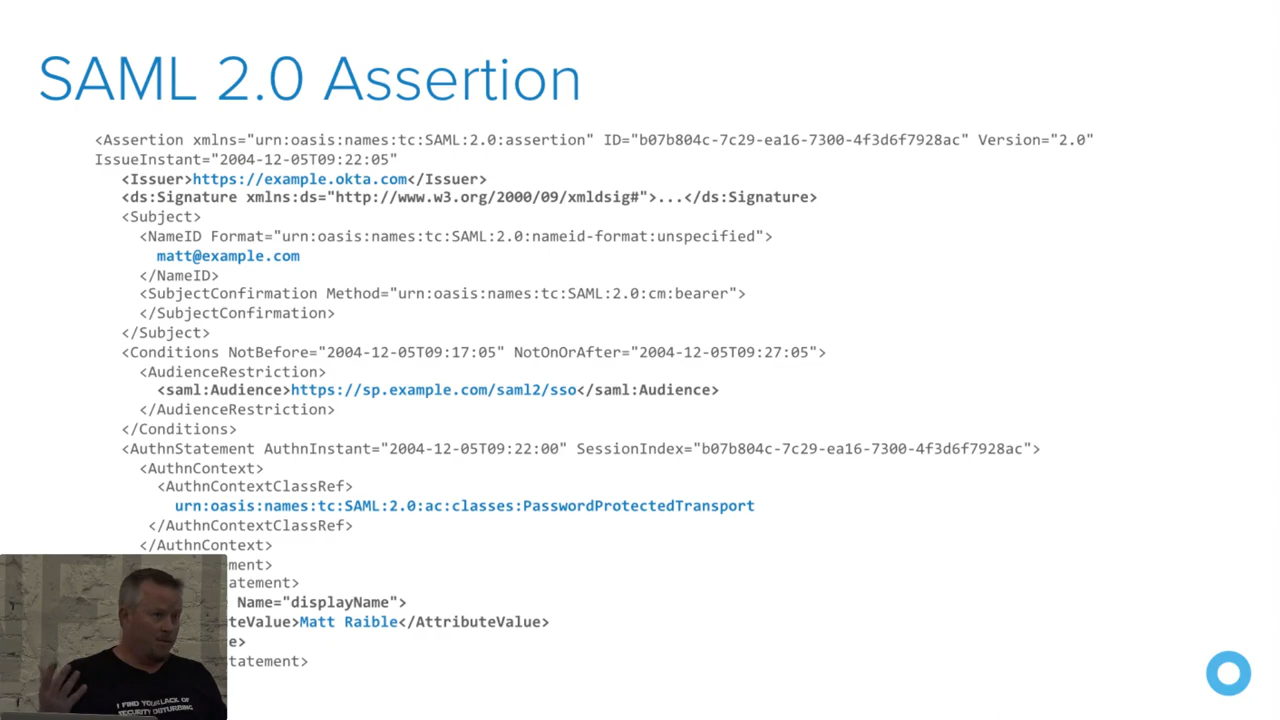 SAML 2.0 Assertion
<Assertion xmlns="urn:oasis:names:tc:SAML:2.0:assertion" ID="b07b804c-7c29-ea16-7300-4f3d6f7928ac" Version="2.0"
IssueInstant="2004-12-05T09:22:05"
<Issuer>https://example.okta.com</Issuer>
<ds:Signature xmlns:ds="http://www.w3.org/2000/09/xmldsig#">...</ds:Signature>
<Subject>
<NameID Format="urn:oasis:names:tc:SAML:2.0:nameid-format:unspecified">
matt@example.com
</NameID>
<SubjectConfirmation Method="urn:oasis:names:tc:SAML:2.0:cm:bearer">
</SubjectConfirmation>
</Subject>
<Conditions NotBefore="2004-12-05T09:17:05" NotOnOrAfter="2004-12-05T09:27:05">
<AudienceRestriction>
<saml:Audience>https://sp.example.com/saml2/sso</saml:Audience>
</AudienceRestriction>
</Conditions>
<AuthnStatement AuthnInstant="2004-12-05T09:22:00" SessionIndex="b07b804c-7c29-ea16-7300-4f3d6f7928ac">
<AuthnContext>
<AuthnContextClassRef>
urn:oasis:names:tc:SAML:2.0:ac:classes:PasswordProtectedTransport
</AuthnContextClassRef>
</AuthnContext>
ment>
atement>
Name="displayName">
teValue>Matt Raible</AttributeValue>
e>
statement>
I FIND YOUR LACK OF
SECURITY DISTURBING